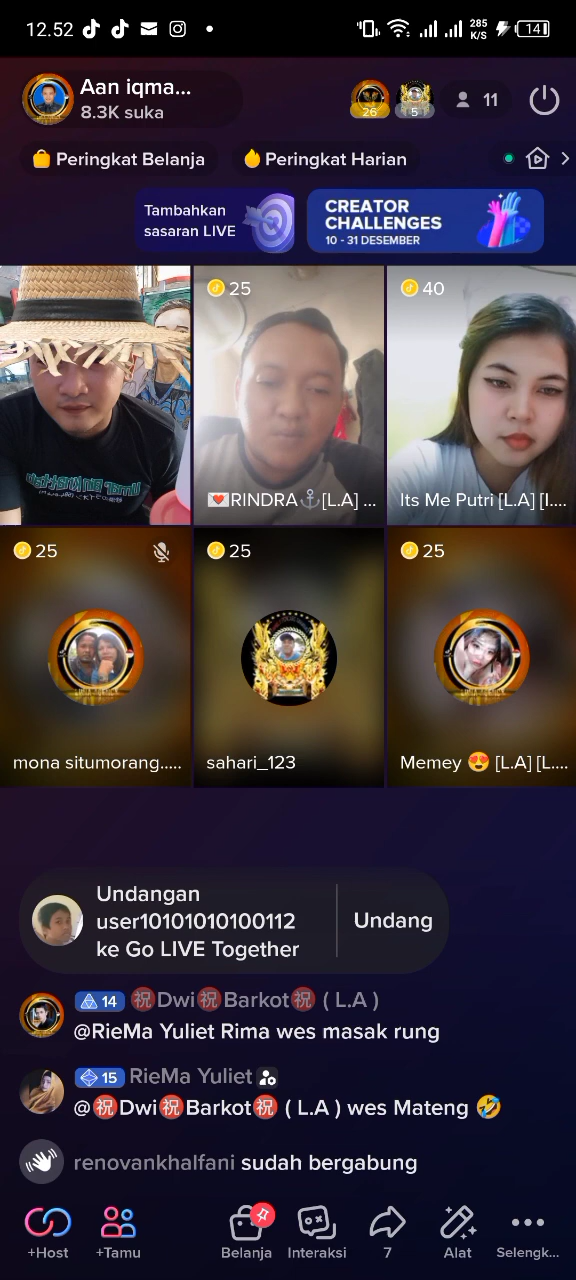 12.52
285
K/S
14
Aan iqma...
8.3K suka
26
5
11
Peringkat Belanja
Peringkat Harian
Tambahkan
sasaran LIVE
CREATOR
CHALLENGES
10 - 31 DESEMBER
25
40
💌RINDRA⚓[L.A] ...
Its Me Putri [L.A] [I....
25
25
25
mona situmorang.....
sahari_123
Memey 😍 [L.A] [L....
Undangan
user10101010100112
ke Go LIVE Together
Undang
14 ㊗️Dwi㊗️Barkot㊗️ ( L.A )
@RieMa Yuliet Rima wes masak rung
15 RieMa Yuliet
@㊗️Dwi㊗️Barkot㊗️ ( L.A ) wes Mateng 🤣
renovankhalfani sudah bergabung
+Host
+Tamu
Belanja
Interaksi
7
Alat
Selengk...